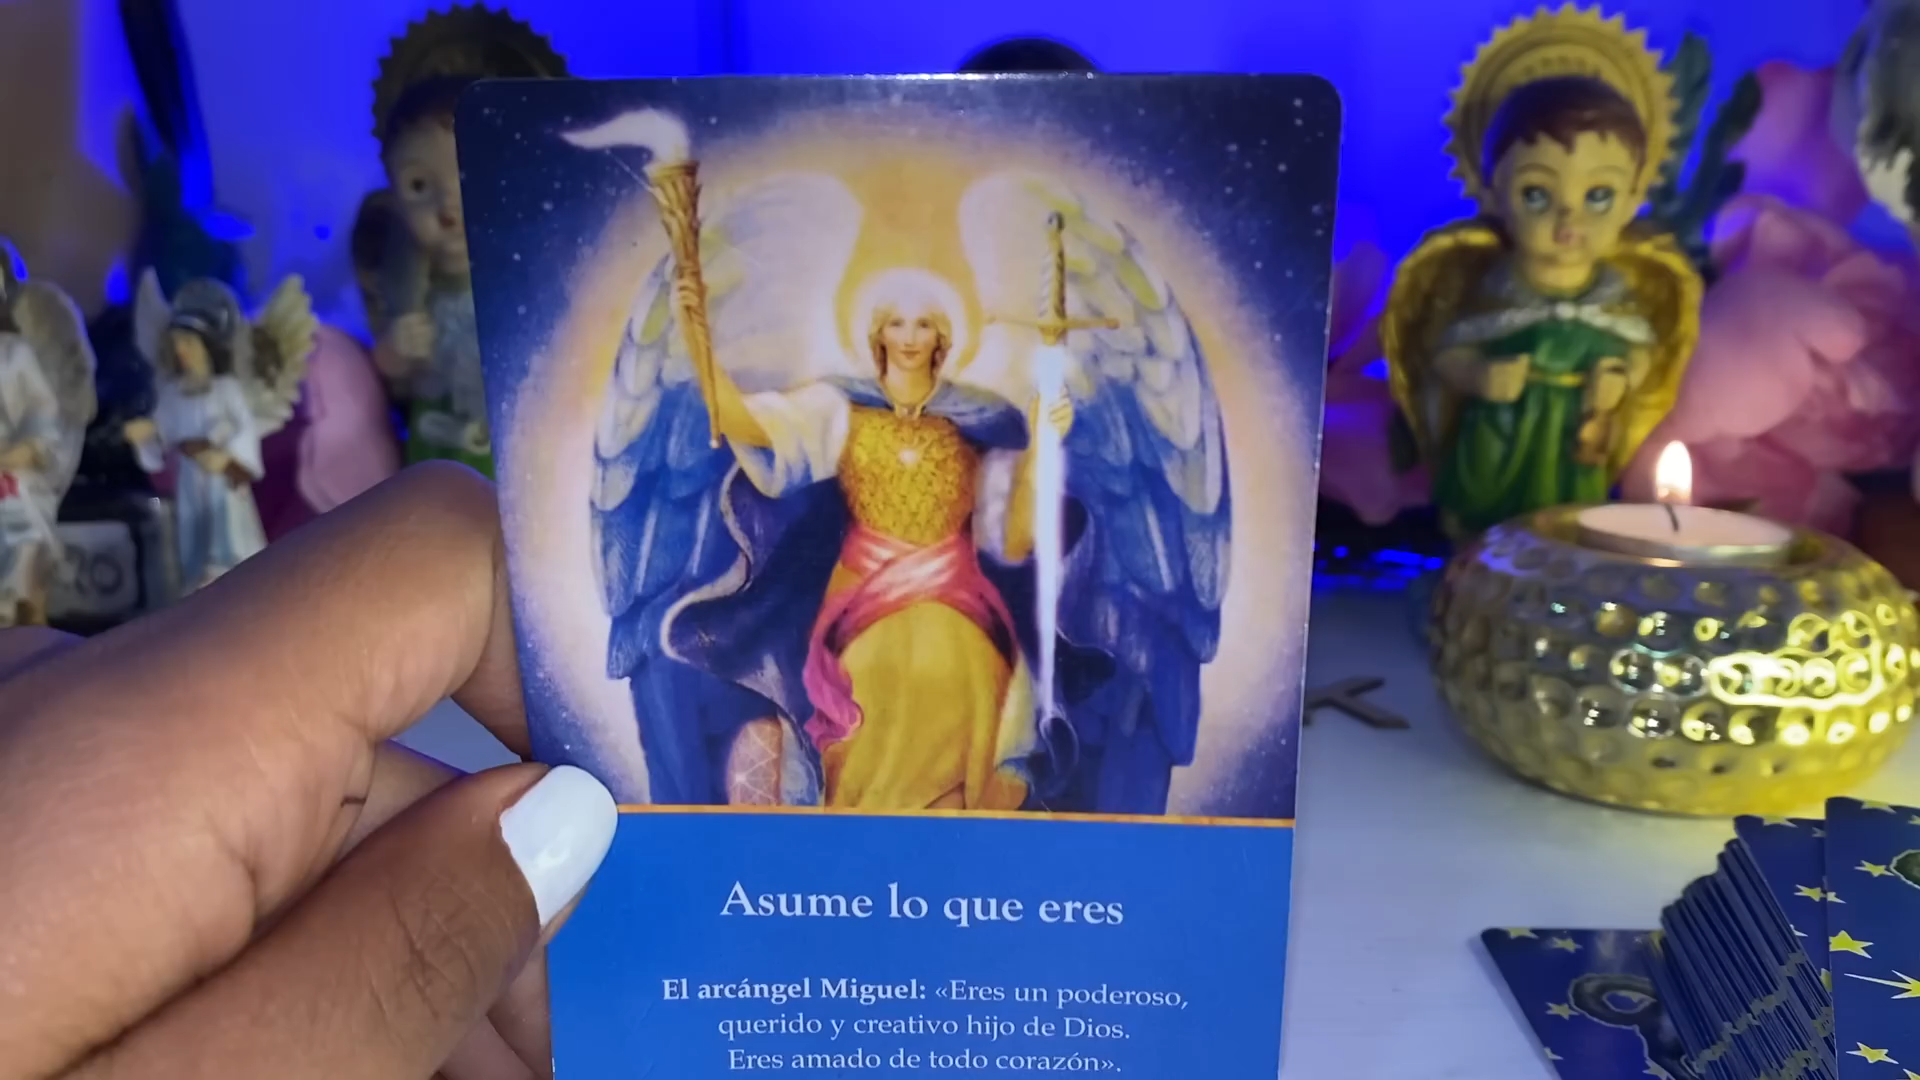 Asume lo que eres
El arcángel Miguel: «Eres un poderoso,
querido y creativo hijo de Dios.
Eres amado de todo corazón».